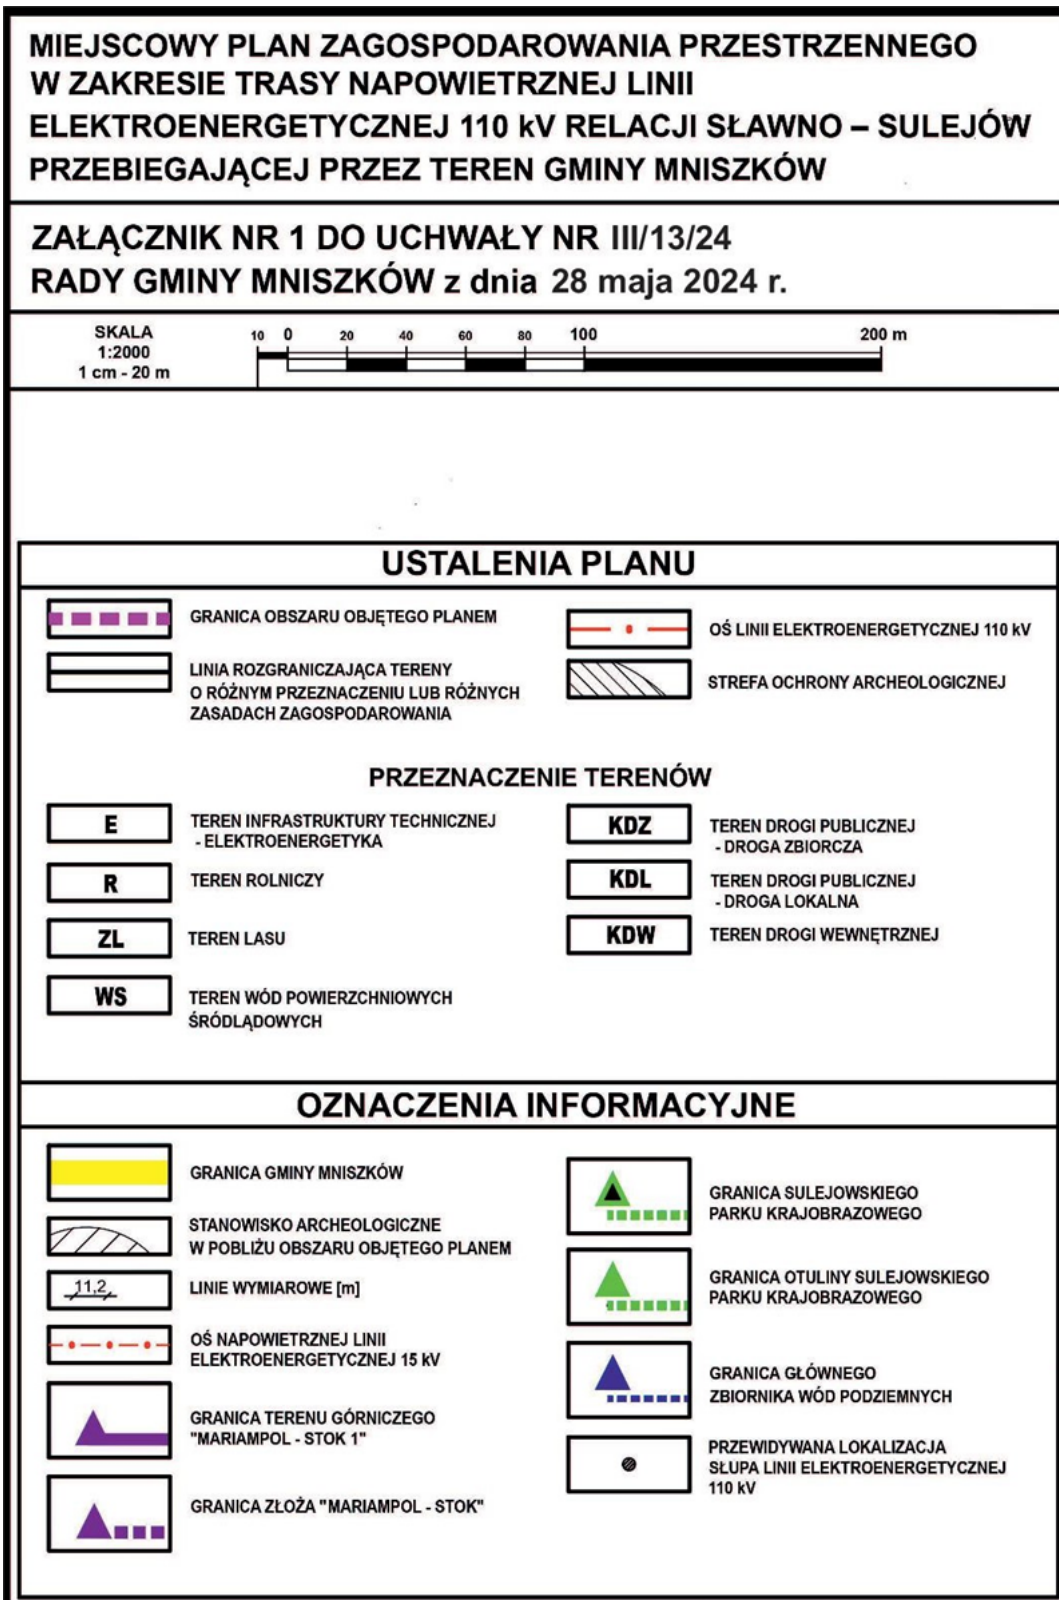 MIEJSCOWY PLAN ZAGOSPODAROWANIA PRZESTRZENNEGO
W ZAKRESIE TRASY NAPOWIETRZNEJ LINII
ELEKTROENERGETYCZNEJ 110 kV RELACJI SŁAWNO – SULEJÓW
PRZEBIEGAJĄCEJ PRZEZ TEREN GMINY MNISZKÓW
ZAŁĄCZNIK NR 1 DO UCHWAŁY NR III/13/24
RADY GMINY MNISZKÓW z dnia 28 maja 2024 r.
SKALA
1:2000
1 cm - 20 m
10 0 20 40 60 80 100 200 m
USTALENIA PLANU
GRANICA OBSZARU OBJĘTEGO PLANEM
LINIA ROZGRANICZAJĄCA TERENY
O RÓŻNYM PRZEZNACZENIU LUB RÓŻNYCH
ZASADACH ZAGOSPODAROWANIA
OŚ LINII ELEKTROENERGETYCZNEJ 110 kV
STREFA OCHRONY ARCHEOLOGICZNEJ
PRZEZNACZENIE TERENÓW
E TEREN INFRASTRUKTURY TECHNICZNEJ
- ELEKTROENERGETYKA
R TEREN ROLNICZY
ZL TEREN LASU
WS TEREN WÓD POWIERZCHNIOWYCH
ŚRÓDLĄDOWYCH
KDZ TEREN DROGI PUBLICZNEJ
- DROGA ZBIORCZA
KDL TEREN DROGI PUBLICZNEJ
- DROGA LOKALNA
KDW TEREN DROGI WEWNĘTRZNEJ
OZNACZENIA INFORMACYJNE
GRANICA GMINY MNISZKÓW
STANOWISKO ARCHEOLOGICZNE
W POBLIŻU OBSZARU OBJĘTEGO PLANEM
11,2 LINIE WYMIAROWE [m]
OŚ NAPOWIETRZNEJ LINII
ELEKTROENERGETYCZNEJ 15 kV
GRANICA TERENU GÓRNICZEGO
"MARIAMPOL - STOK 1"
GRANICA ZŁOŻA "MARIAMPOL - STOK"
GRANICA SULEJOWSKIEGO
PARKU KRAJOBRAZOWEGO
GRANICA OTULINY SULEJOWSKIEGO
PARKU KRAJOBRAZOWEGO
GRANICA GŁÓWNEGO
ZBIORNIKA WÓD PODZIEMNYCH
PRZEWIDYWANA LOKALIZACJA
SŁUPA LINII ELEKTROENERGETYCZNEJ
110 kV